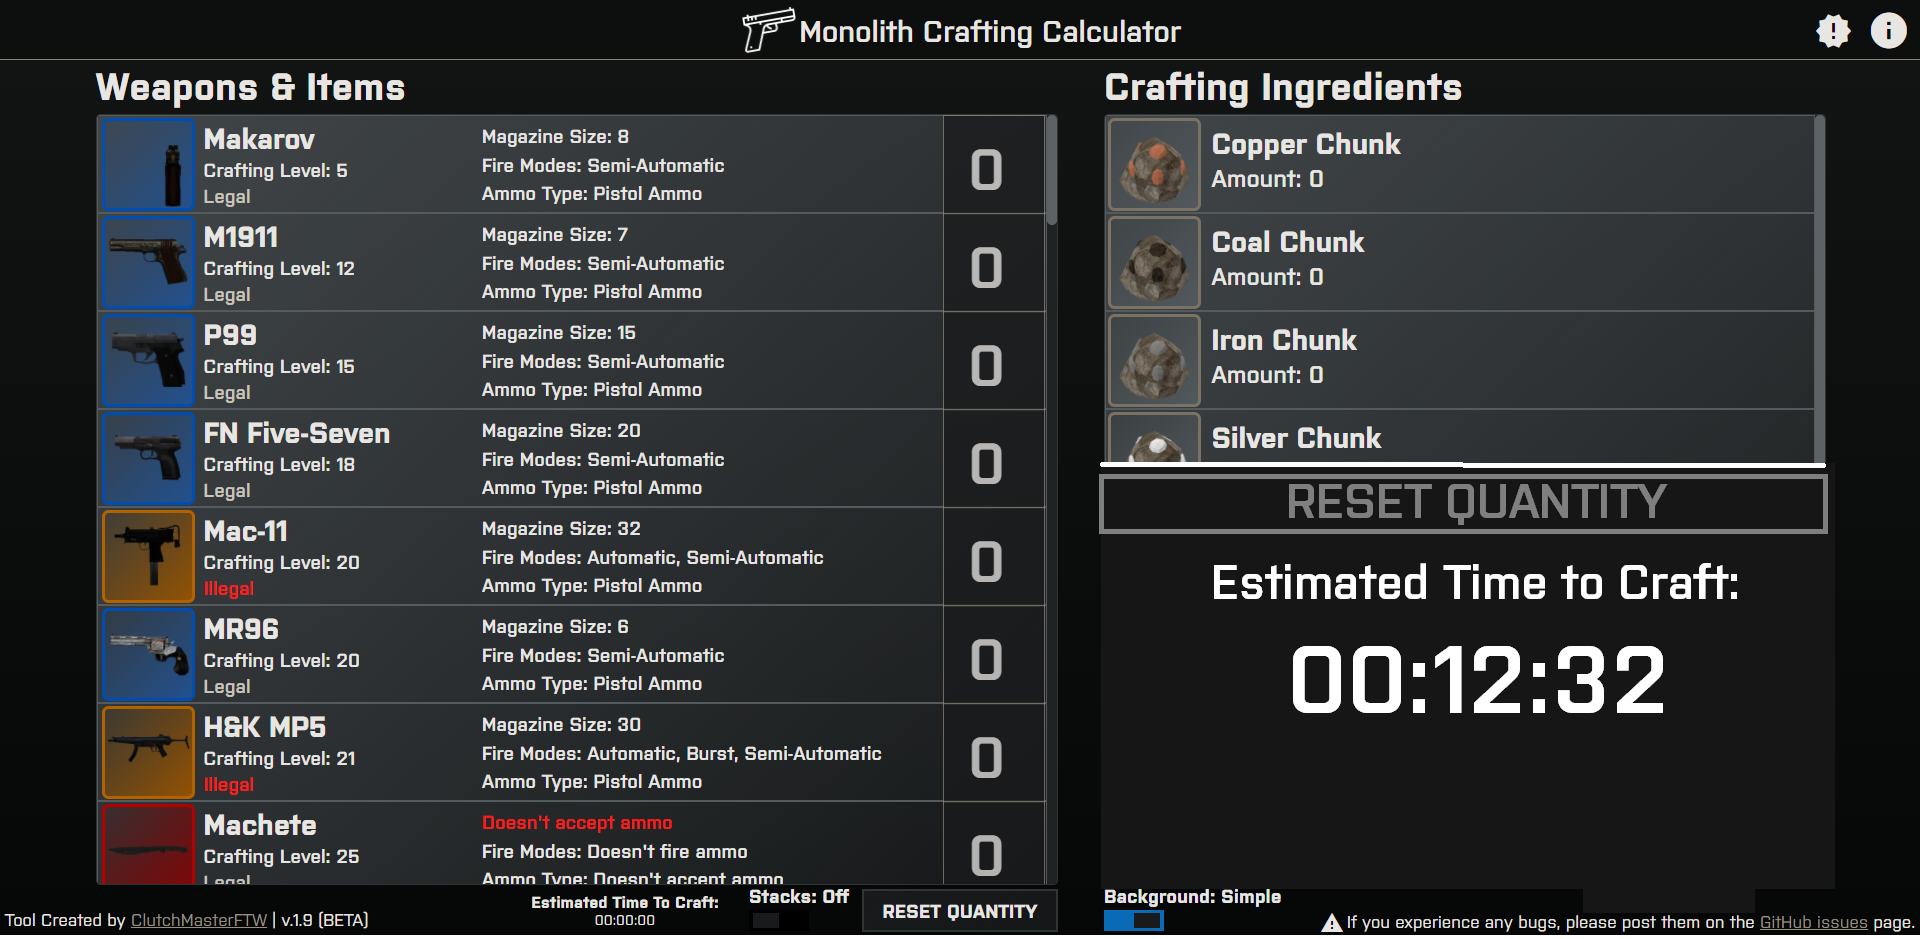 Monolith Crafting Calculator
Weapons & Items
Makarov
Crafting Level: 5
Legal
Magazine Size: 8
Fire Modes: Semi-Automatic
Ammo Type: Pistol Ammo
0
M1911
Crafting Level: 12
Legal
Magazine Size: 7
Fire Modes: Semi-Automatic
Ammo Type: Pistol Ammo
0
P99
Crafting Level: 15
Legal
Magazine Size: 15
Fire Modes: Semi-Automatic
Ammo Type: Pistol Ammo
0
FN Five-Seven
Crafting Level: 18
Legal
Magazine Size: 20
Fire Modes: Semi-Automatic
Ammo Type: Pistol Ammo
0
Mac-11
Crafting Level: 20
Illegal
Magazine Size: 32
Fire Modes: Automatic, Semi-Automatic
Ammo Type: Pistol Ammo
0
MR96
Crafting Level: 20
Legal
Magazine Size: 6
Fire Modes: Semi-Automatic
Ammo Type: Pistol Ammo
0
H&K MP5
Crafting Level: 21
Illegal
Magazine Size: 30
Fire Modes: Automatic, Burst, Semi-Automatic
Ammo Type: Pistol Ammo
0
Machete
Crafting Level: 25
Legal
Doesn't accept ammo
Fire Modes: Doesn't fire ammo
Ammo Type: Doesn't accept ammo
0
Crafting Ingredients
Copper Chunk
Amount: 0
Coal Chunk
Amount: 0
Iron Chunk
Amount: 0
Silver Chunk
RESET QUANTITY
Estimated Time to Craft:
00:12:32
Tool Created by ClutchMasterFTW | v.1.9 (BETA)
Estimated Time To Craft:
00:00:00
Stacks: Off
RESET QUANTITY
Background: Simple
If you experience any bugs, please post them on the GitHub issues page.